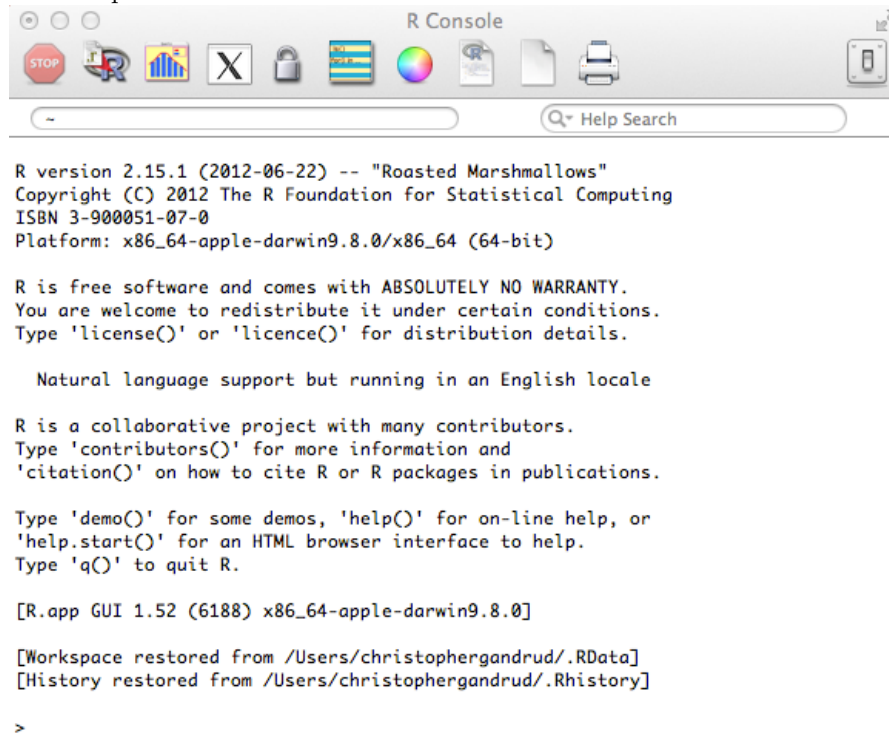 R Console
STOP
X
~
Help Search
R version 2.15.1 (2012-06-22) -- "Roasted Marshmallows"
Copyright (C) 2012 The R Foundation for Statistical Computing
ISBN 3-900051-07-0
Platform: x86_64-apple-darwin9.8.0/x86_64 (64-bit)
R is free software and comes with ABSOLUTELY NO WARRANTY.
You are welcome to redistribute it under certain conditions.
Type 'license()' or 'licence()' for distribution details.
Natural language support but running in an English locale
R is a collaborative project with many contributors.
Type 'contributors()' for more information and
'citation()' on how to cite R or R packages in publications.
Type 'demo()' for some demos, 'help()' for on-line help, or
'help.start()' for an HTML browser interface to help.
Type 'q()' to quit R.
[R.app GUI 1.52 (6188) x86_64-apple-darwin9.8.0]
[Workspace restored from /Users/christophergandrud/.RData]
[History restored from /Users/christophergandrud/.Rhistory]
>